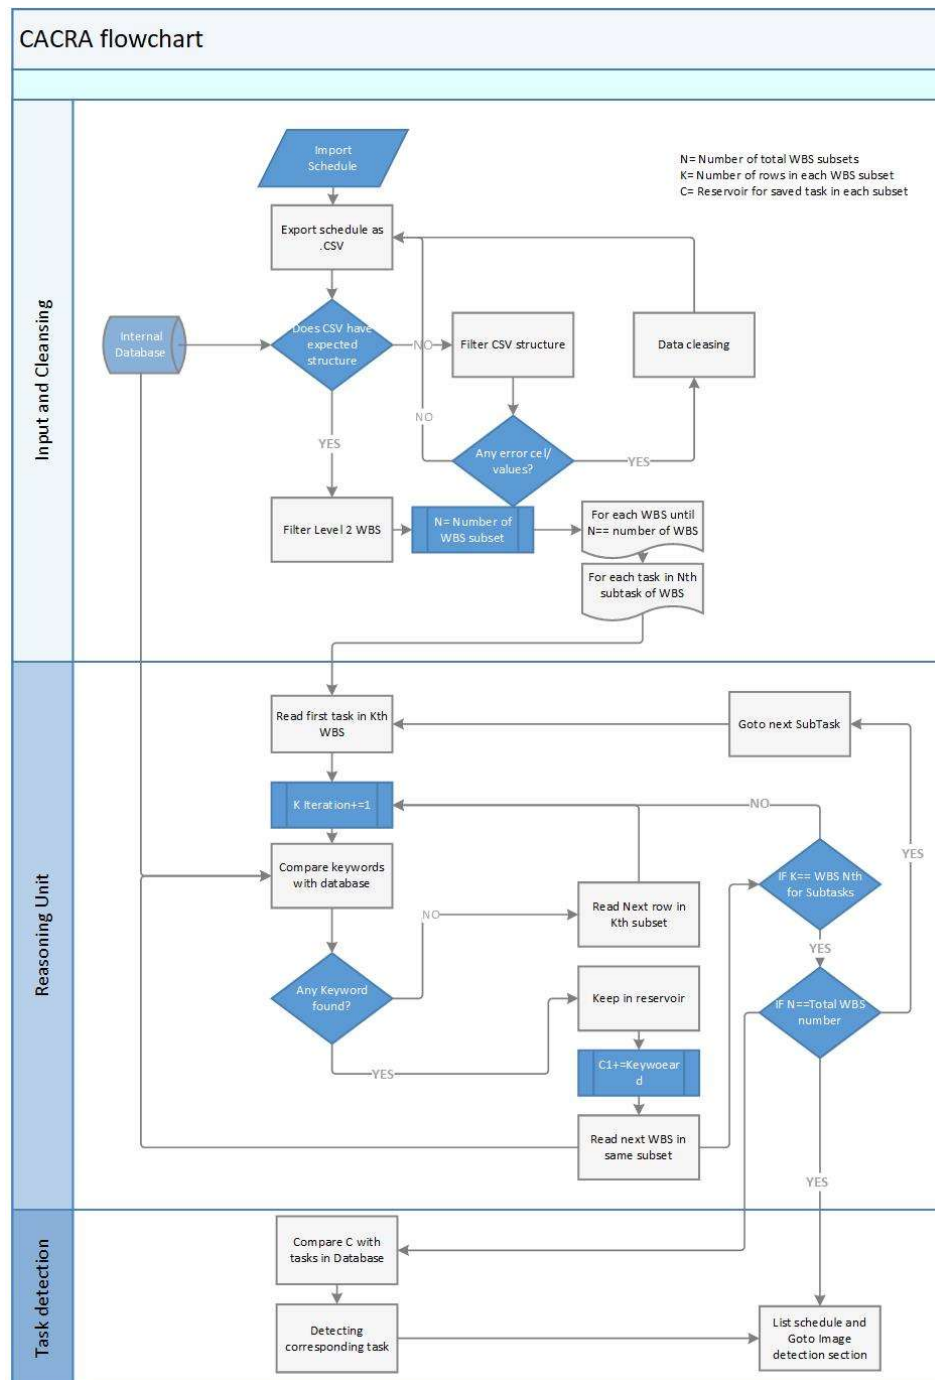 CACRA flowchart
Input and Cleansing
Import
Schedule
N= Number of total WBS subsets
K= Number of rows in each WBS subset
C= Reservoir for saved task in each subset
Export schedule as
.CSV
Internal
Database
Does CSV have
expected
structure
NO
Filter CSV structure
Data cleasing
NO
YES
Any error cel/
values?
YES
Filter Level 2 WBS
N= Number of
WBS subset
For each WBS until
N== number of WBS
For each task in Nth
subtask of WBS
Reasoning Unit
Read first task in Kth
WBS
Goto next SubTask
K Iteration+=1
NO
Compare keywords
with database
YES
IF K== WBS Nth
for Subtasks
NO
Read Next row in
Kth subset
YES
Any Keyword
found?
Keep in reservoir
IF N==Total WBS
number
YES
C1+=Keywoear
d
Read next WBS in
same subset
YES
Task detection
Compare C with
tasks in Database
Detecting
corresponding task
List schedule and
Goto Image
detection section